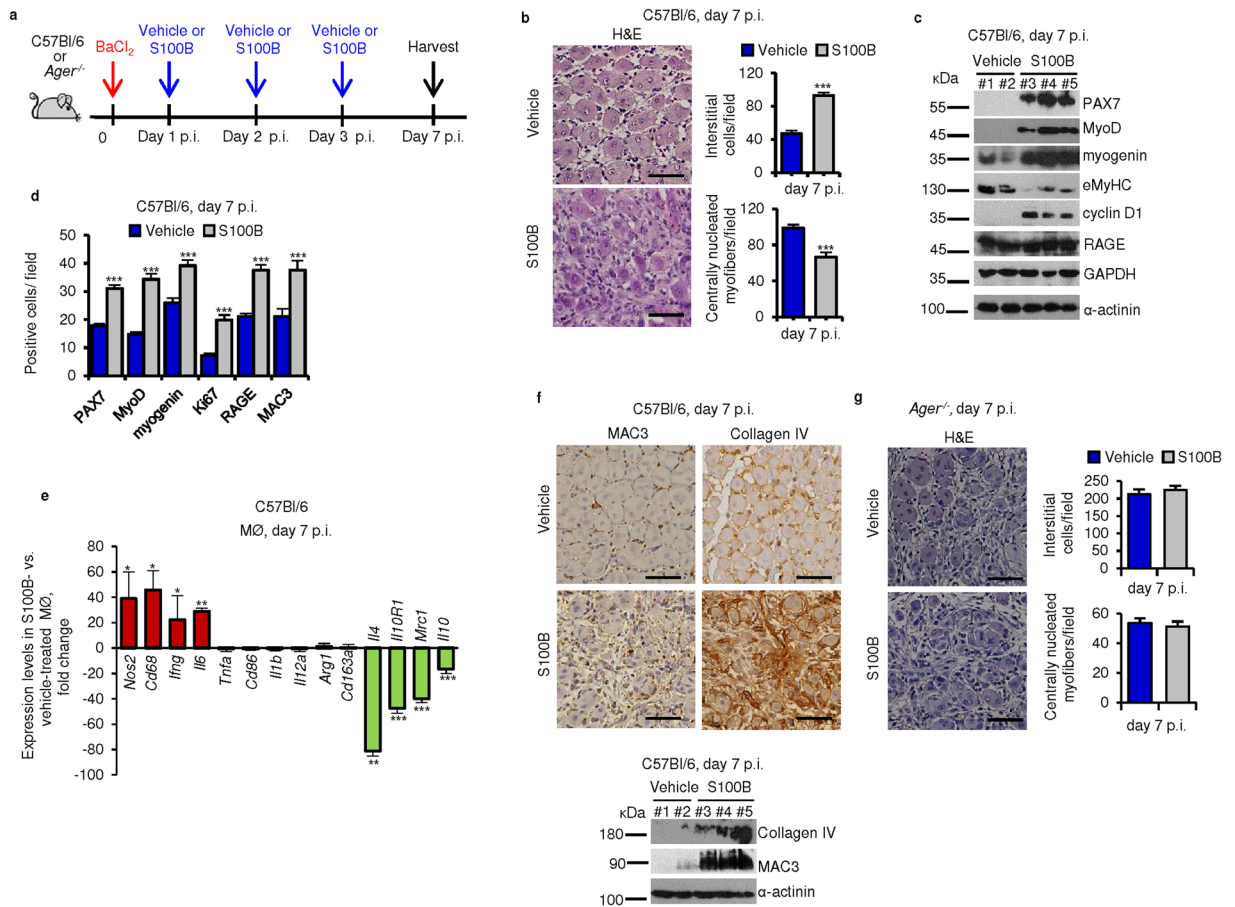 a
C57Bl/6
or
Ager-/-
BaCl2
Vehicle or
S100B
Vehicle or
S100B
Vehicle or
S100B
Harvest
0
Day 1 p.i.
Day 2 p.i.
Day 3 p.i.
Day 7 p.i.
b
C57Bl/6, day 7 p.i.
H&E
Vehicle
S100B
Vehicle
S100B
Interstitial
cells/field
120
80
40
0
***
day 7 p.i.
Centrally nucleated
myofibers/field
120
80
40
0
***
day 7 p.i.
c
C57Bl/6, day 7 p.i.
Vehicle
S100B
κDa
#1 #2 #3 #4 #5
55
PAX7
45
MyoD
35
myogenin
130
eMyHC
35
cyclin D1
45
RAGE
35
GAPDH
100
α-actinin
d
C57Bl/6, day 7 p.i.
Vehicle
S100B
Positive cells/ field
50
40
30
20
10
0
***
***
***
***
***
***
PAX7
MyoD
myogenin
Ki67
RAGE
MAC3
e
C57Bl/6
MØ, day 7 p.i.
Expression levels in S100B- vs.
vehicle-treated MØ,
fold change
80
60
40
20
0
-20
-40
-60
-80
-100
*
*
*
**
Nos2
Cd68
Ifng
Il6
Tnfa
Cd86
Il1b
Il12a
Arg1
Cd163a
Il4
Il10R1
Mrc1
Il10
**
***
***
***
f
C57Bl/6, day 7 p.i.
MAC3
Collagen IV
Vehicle
S100B
C57Bl/6, day 7 p.i.
Vehicle
S100B
κDa
#1 #2 #3 #4 #5
180
Collagen IV
90
MAC3
100
α-actinin
g
Ager-/-, day 7 p.i.
H&E
Vehicle
S100B
Vehicle
S100B
Interstitial
cells/field
250
200
150
100
50
0
day 7 p.i.
Centrally nucleated
myofibers/field
60
40
20
0
day 7 p.i.